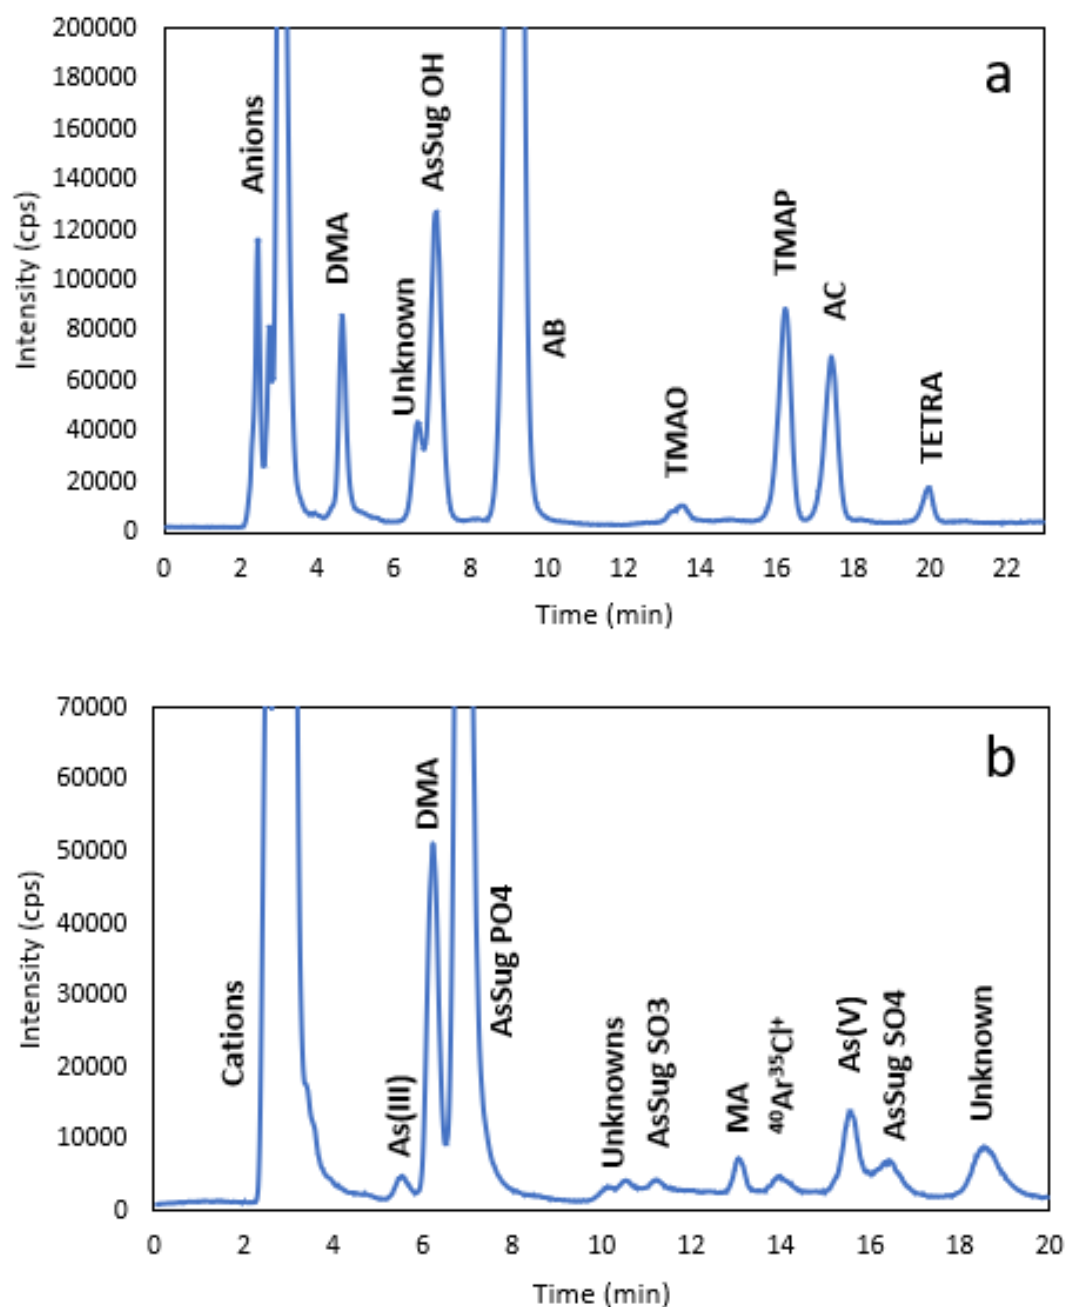 a
200000
180000
160000
140000
120000
100000
80000
60000
40000
20000
0
Intensity (cps)
Anions
DMA
Unknown
AsSug OH
AB
TMAO
TMAP
AC
TETRA
0 2 4 6 8 10 12 14 16 18 20 22
Time (min)
b
70000
60000
50000
40000
30000
20000
10000
0
Intensity (cps)
Cations
As(III)
DMA
AsSug PO4
Unknowns
AsSug SO3
MA
⁴⁰Ar³⁵Cl⁺
As(V)
AsSug SO4
Unknown
0 2 4 6 8 10 12 14 16 18 20
Time (min)